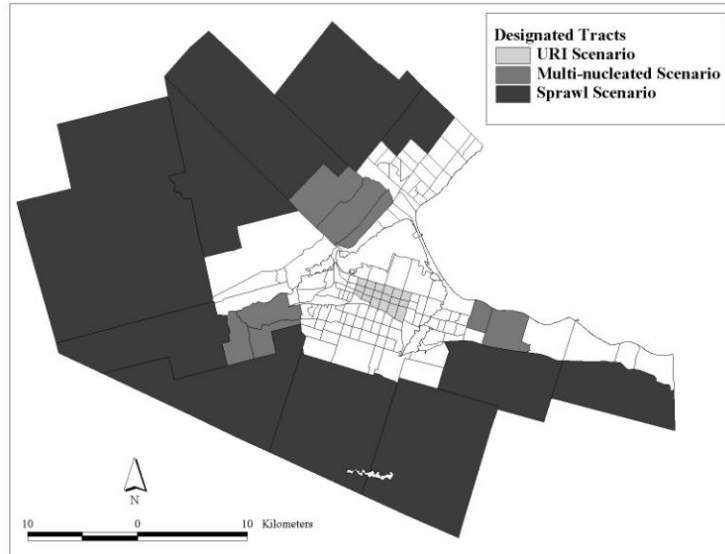 Designated Tracts
URI Scenario
Multi-nucleated Scenario
Sprawl Scenario
N
10 0 10 Kilometers